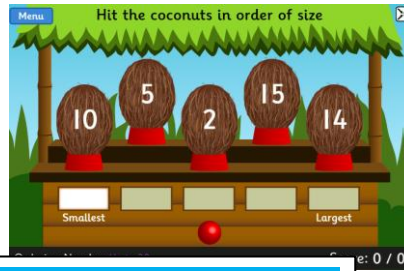 Menu
Hit the coconuts in order of size
5
15
10
2
14
Smallest
Largest
e: 0 / 0